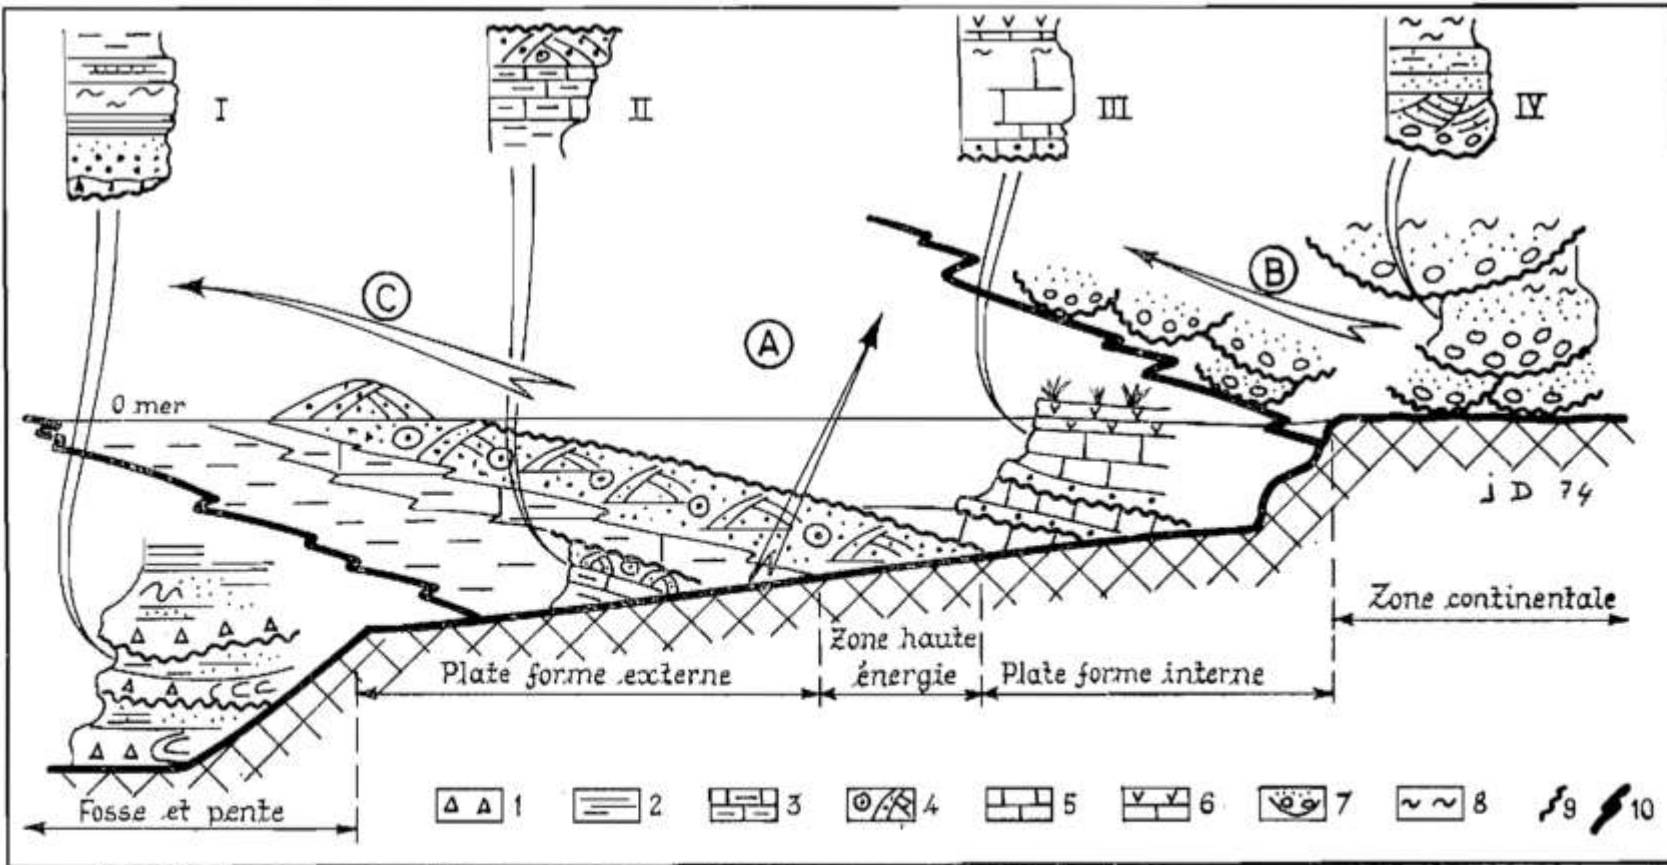 I
II
III
IV
C
A
B
0 mer
j D 74
Zone continentale
Zone haute
énergie
Plate forme externe
Plate forme interne
Fosse et pente
1
2
3
4
5
6
7
8
9
10